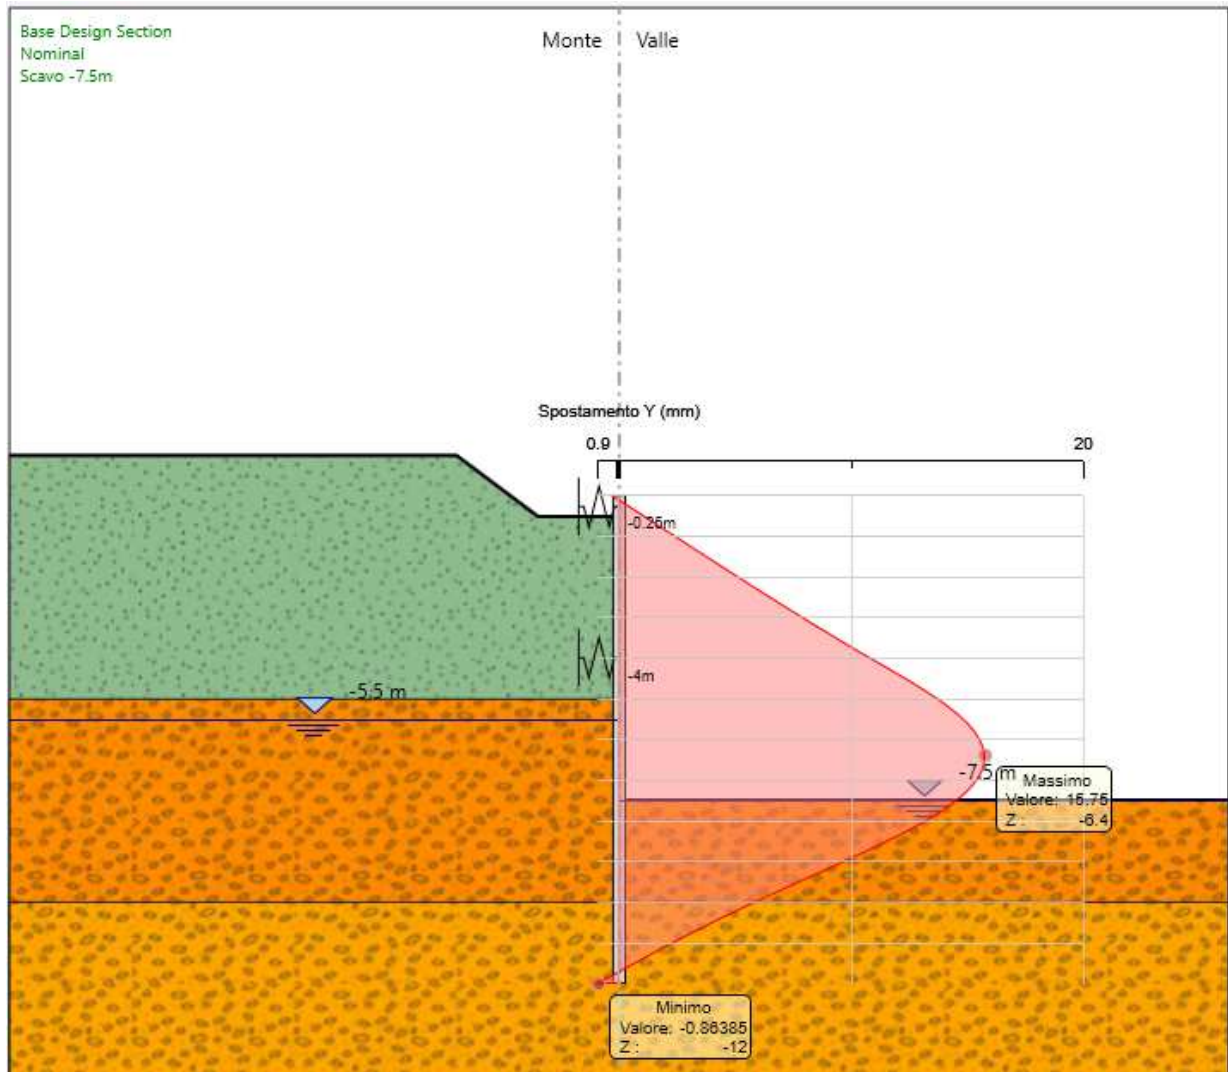 Base Design Section
Nominal
Scavo -7.5m
Monte
Valle
Spostamento Y (mm)
0.9
20
-0.25m
-4m
-5.5 m
-7.5 m
Massimo
Valore: 15.75
Z : -6.4
Minimo
Valore: -0.86385
Z : -12